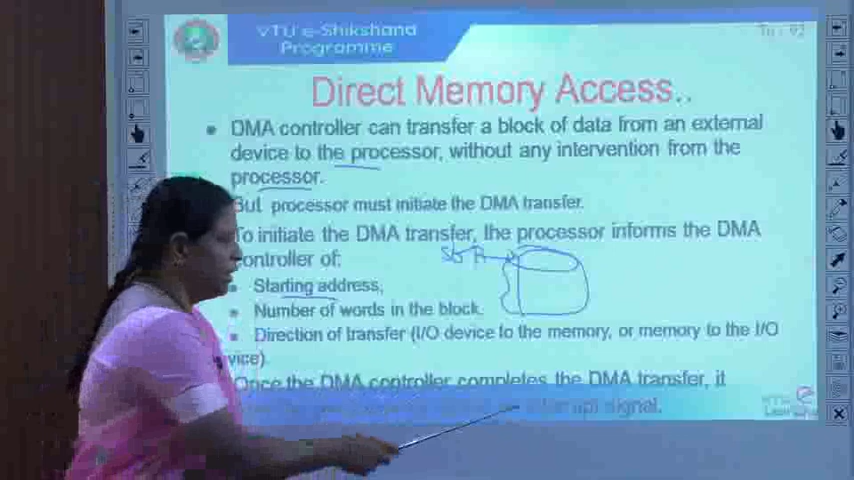 VTU e-Shikshana
Programme
Direct Memory Access..
DMA controller can transfer a block of data from an external
device to the processor, without any intervention from the
processor.
But processor must initiate the DMA transfer.
To initiate the DMA transfer, the processor informs the DMA
controller of:
Starting address,
Number of words in the block.
Direction of transfer (I/O device to the memory, or memory to the I/O
vice).
Once the DMA controller completes the DMA transfer, it
interrupt signal.